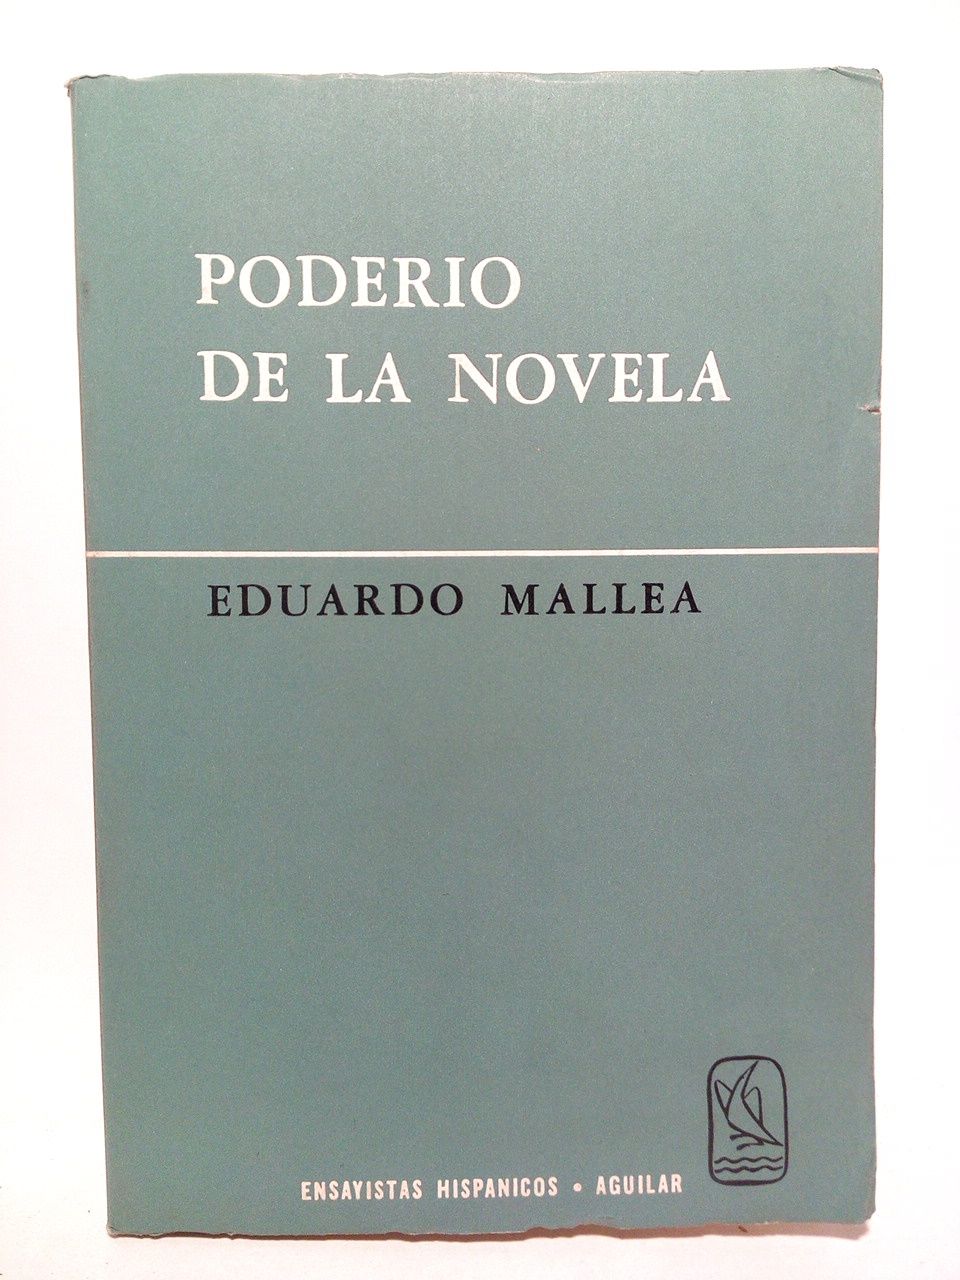 PODERIO
DE LA NOVELA
EDUARDO MALLEA
ENSAYISTAS HISPANICOS • AGUILAR